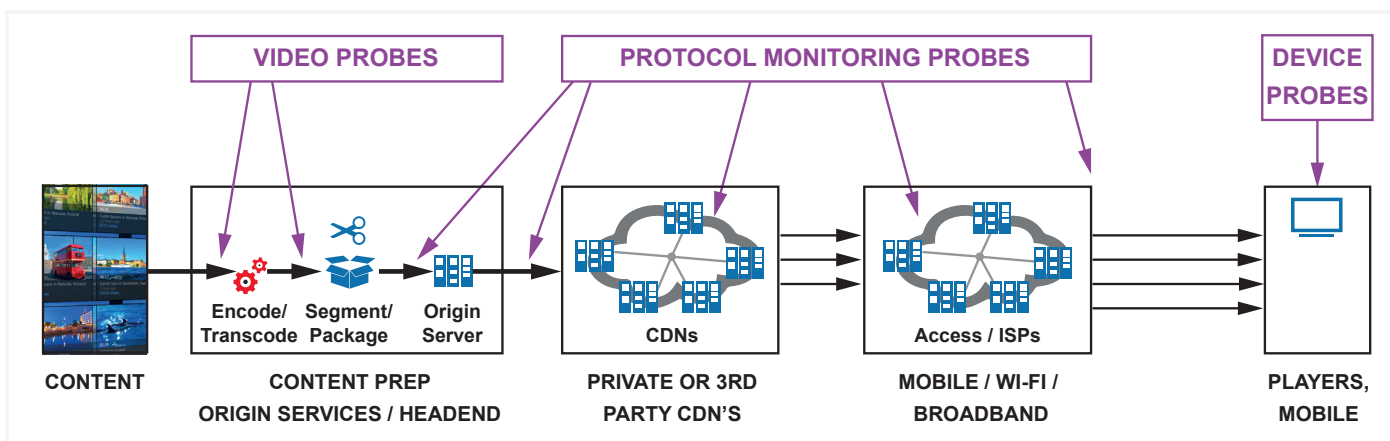 VIDEO PROBES
PROTOCOL MONITORING PROBES
DEVICE
PROBES
Encode/
Transcode
Segment/
Package
Origin
Server
CDNs
Access / ISPs
CONTENT
CONTENT PREP
ORIGIN SERVICES / HEADEND
PRIVATE OR 3RD
PARTY CDN'S
MOBILE / WI-FI /
BROADBAND
PLAYERS,
MOBILE